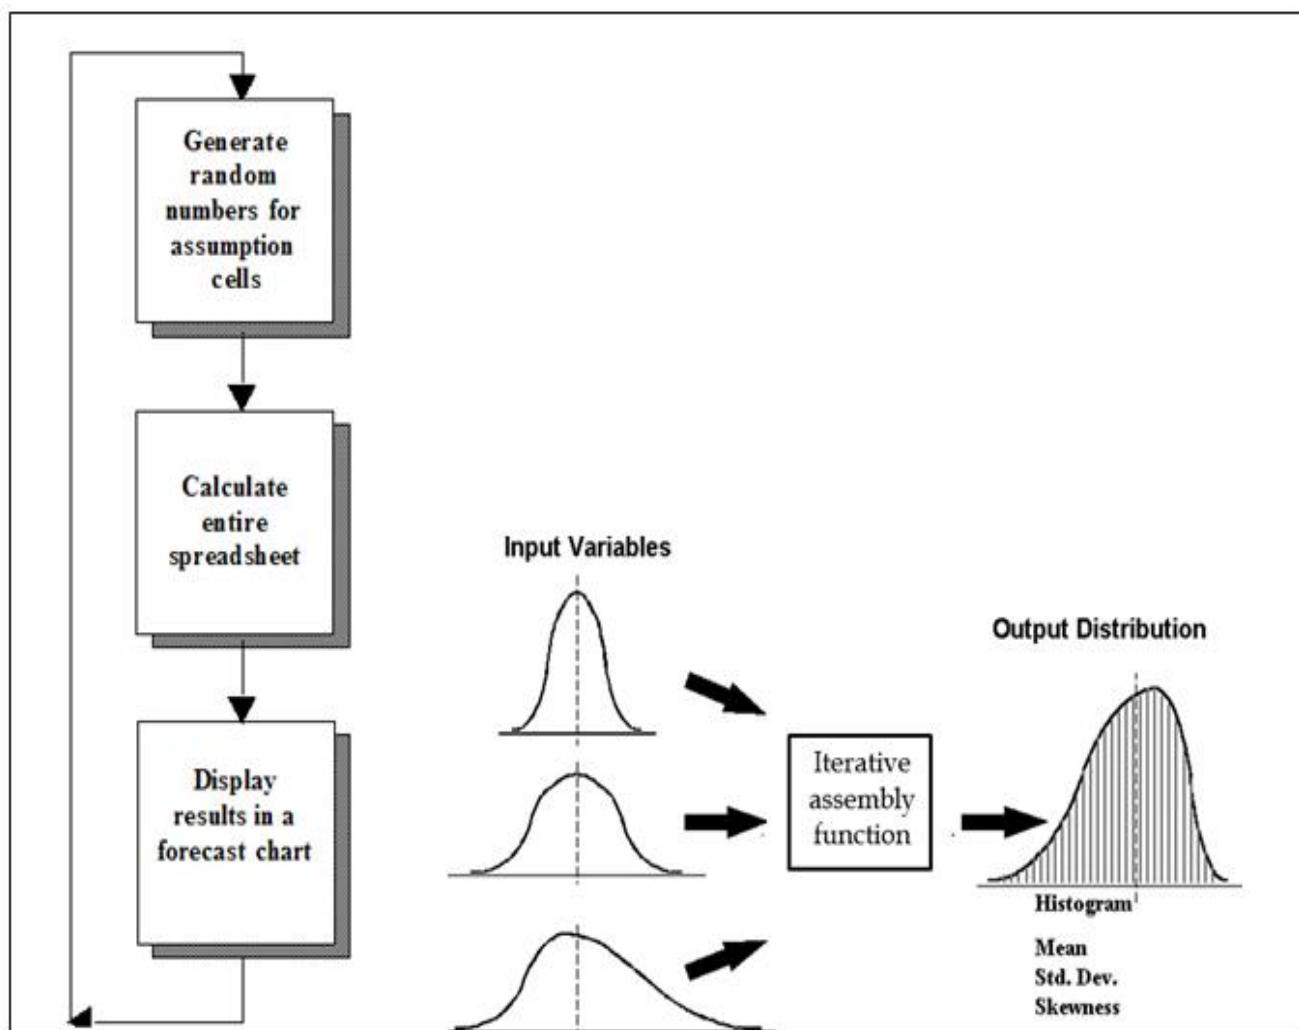 Generate
random
numbers for
assumption
cells
Calculate
entire
spreadsheet
Display
results in a
forecast chart
Input Variables
Iterative
assembly
function
Output Distribution
Histogram
Mean
Std. Dev.
Skewness